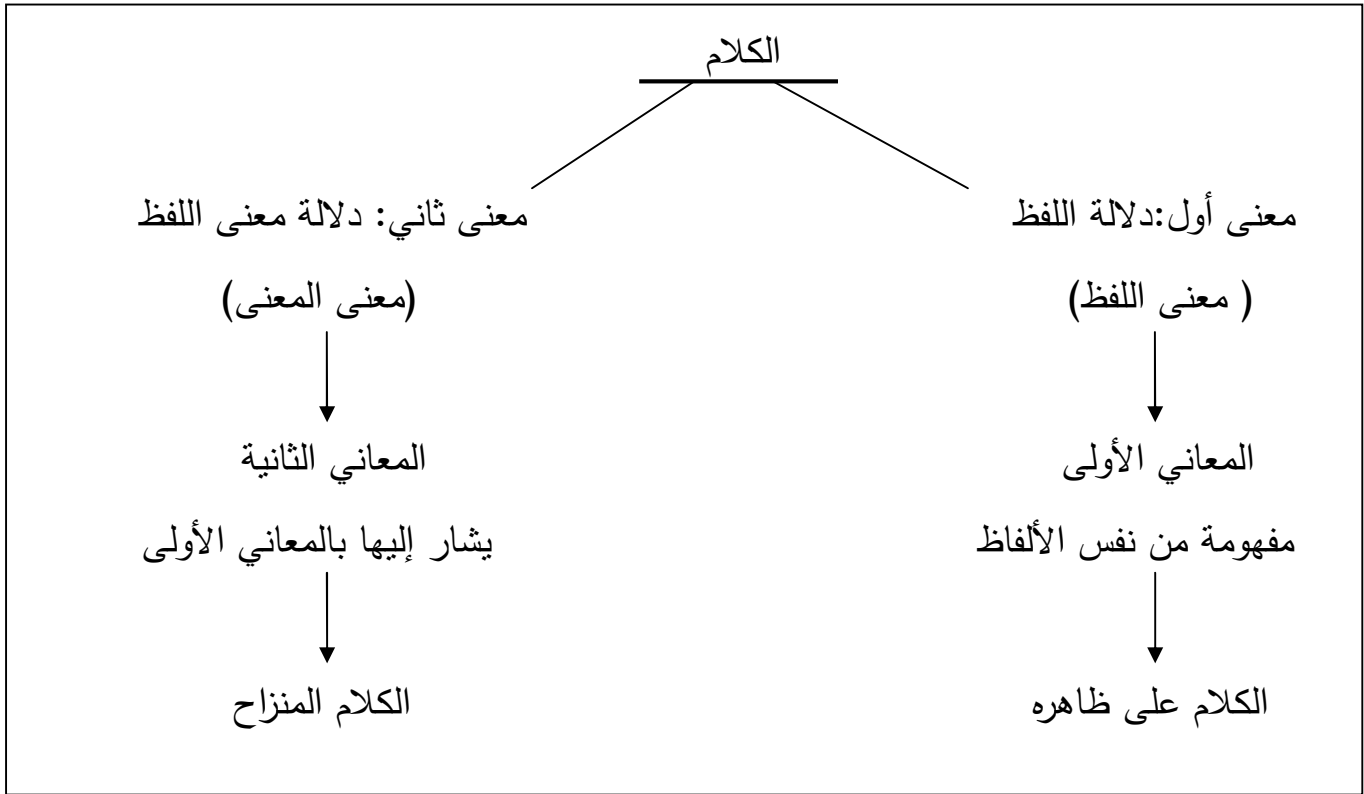 الكلام
معنى أول:دلالة اللفظ
( معنى اللفظ)
المعاني الأولى
مفهومة من نفس الألفاظ
الكلام على ظاهره
معنى ثاني: دلالة معنى اللفظ
(معنى المعنى)
المعاني الثانية
يشار إليها بالمعاني الأولى
الكلام المنزاح